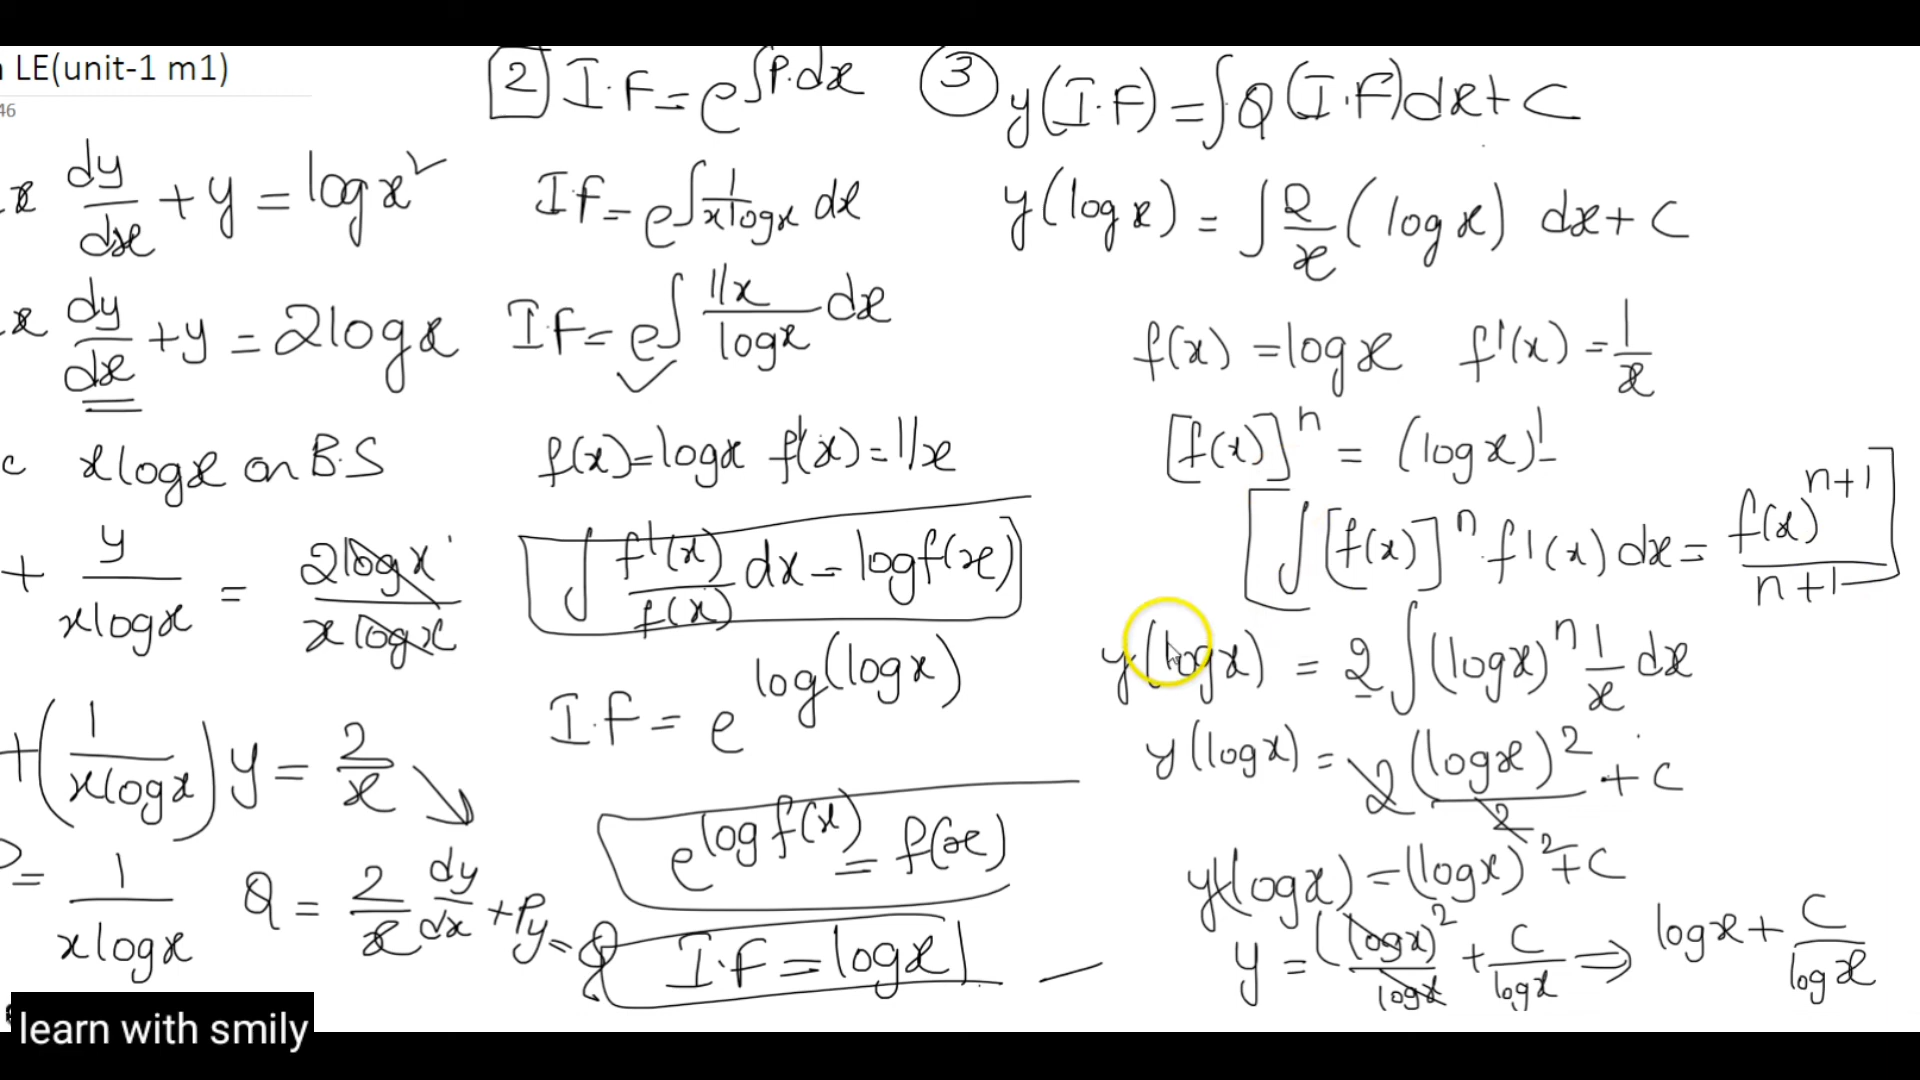 LE(unit-1 m1)
46
x dy/dx + y = log x²
x dy/dx + y = 2 log x
x log x on B.S
+ y/(x log x) = 2 log x/(x log x)
+ (1/(x log x)) y = 2/x
= 1/(x log x) Q = 2/x dy/dx + Py = Q
2 I.F = e^∫P.dx
I.F = e^∫ 1/(x log x) dx
I.F = e^∫ (1/x)/(log x) dx
f(x) = log x f'(x) = 1/x
∫ f'(x)/f(x) dx = log f(x)
I.F = e^log(log x)
e^log f(x) = f(x)
I.F = log x
3 y(I.F) = ∫Q(I.F)dx + C
y(log x) = ∫ 2/x (log x) dx + C
f(x) = log x f'(x) = 1/x
[f(x)]^n = (log x)^1
[∫[f(x)]^n f'(x) dx = f(x)^(n+1)/(n+1)]
y(log x) = 2∫(log x)^n 1/x dx
y(log x) = 2(log x)²/2 + C
y(log x) = (log x)² + C
y = (log x)²/log x + C/log x ⇒ log x + C/log x
learn with smily